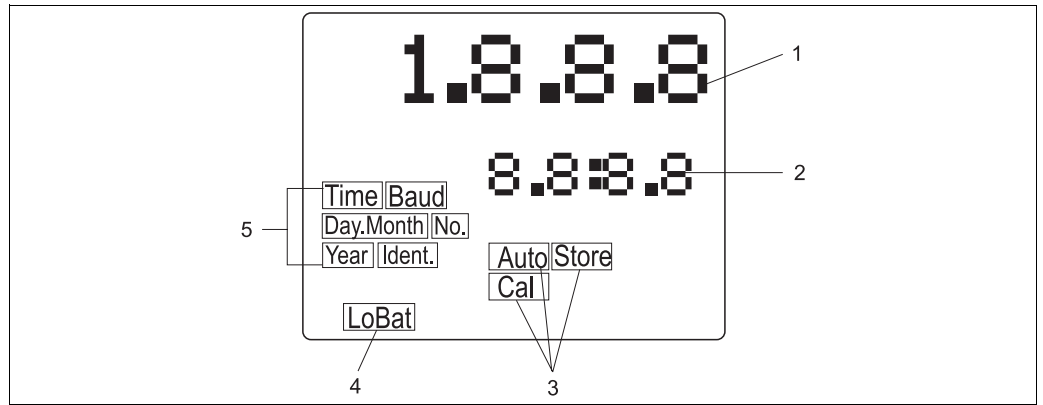 1.8.8.8
1
8.8:8.8
2
Time Baud
5
Day.Month No.
Year Ident.
Auto Store
Cal
LoBat
4
3